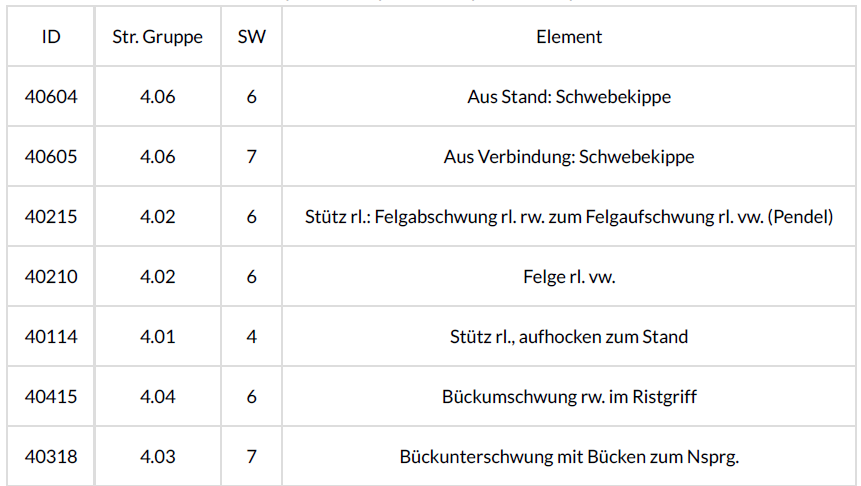 ID Str. Gruppe SW Element
40604 4.06 6 Aus Stand: Schwebekippe
40605 4.06 7 Aus Verbindung: Schwebekippe
40215 4.02 6 Stütz rl.: Felgabschwung rl. rw. zum Felgaufschwung rl. vw. (Pendel)
40210 4.02 6 Felge rl. vw.
40114 4.01 4 Stütz rl., aufhocken zum Stand
40415 4.04 6 Bückumschwung rw. im Ristgriff
40318 4.03 7 Bückunterschwung mit Bücken zum Nsprg.